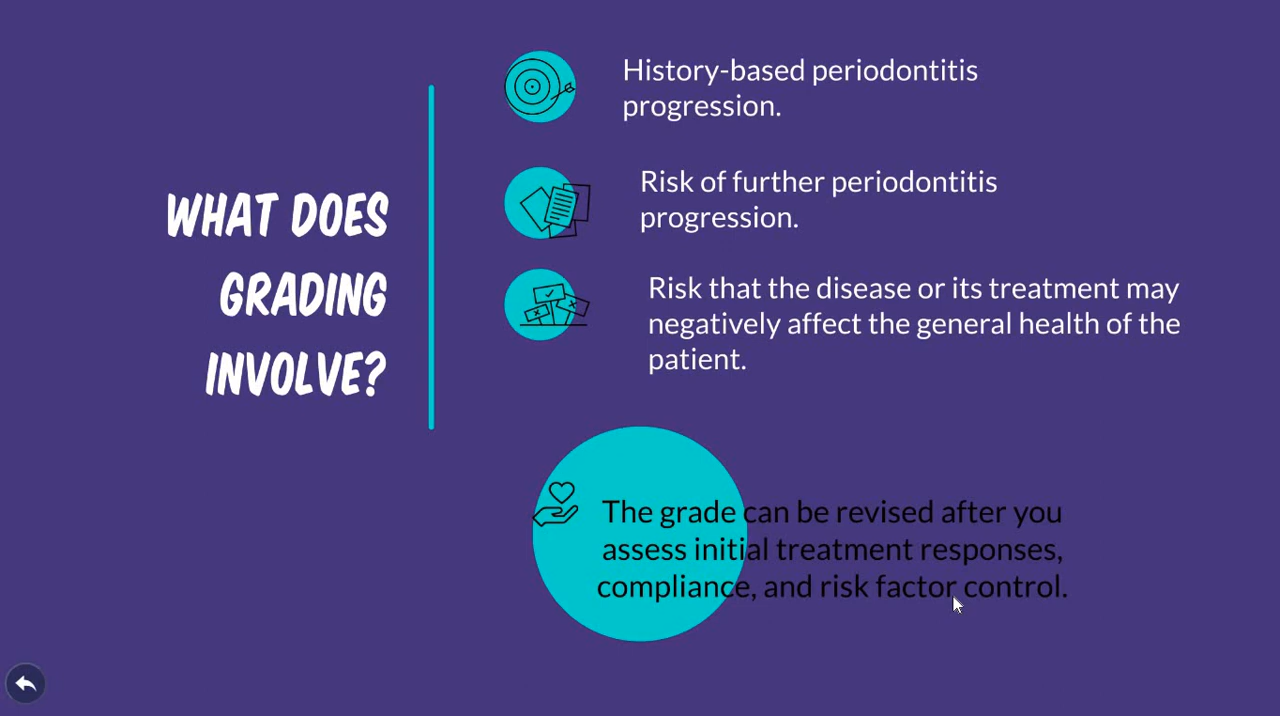 WHAT DOES
GRADING
INVOLVE?
History-based periodontitis
progression.
Risk of further periodontitis
progression.
Risk that the disease or its treatment may
negatively affect the general health of the
patient.
The grade can be revised after you
assess initial treatment responses,
compliance, and risk factor control.